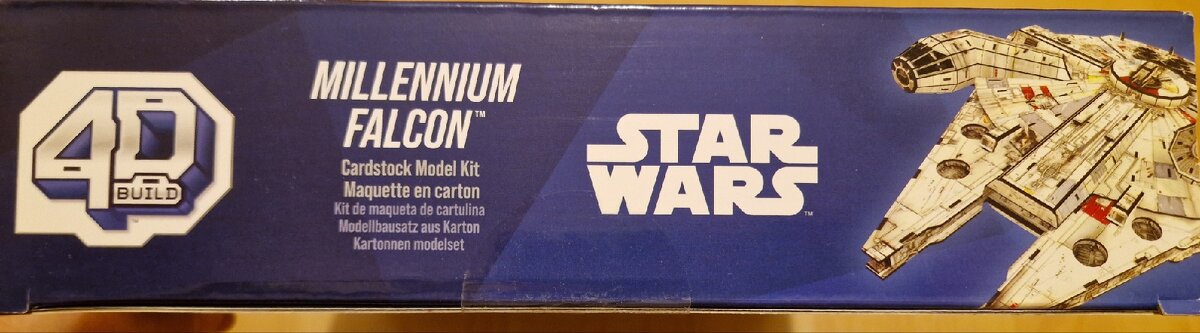 4D
BUILD
™
MILLENNIUM
FALCON™
Cardstock Model Kit
Maquette en carton
Kit de maqueta de cartulina
Modellbausatz aus Karton
Kartonnen modelset
STAR
WARS™